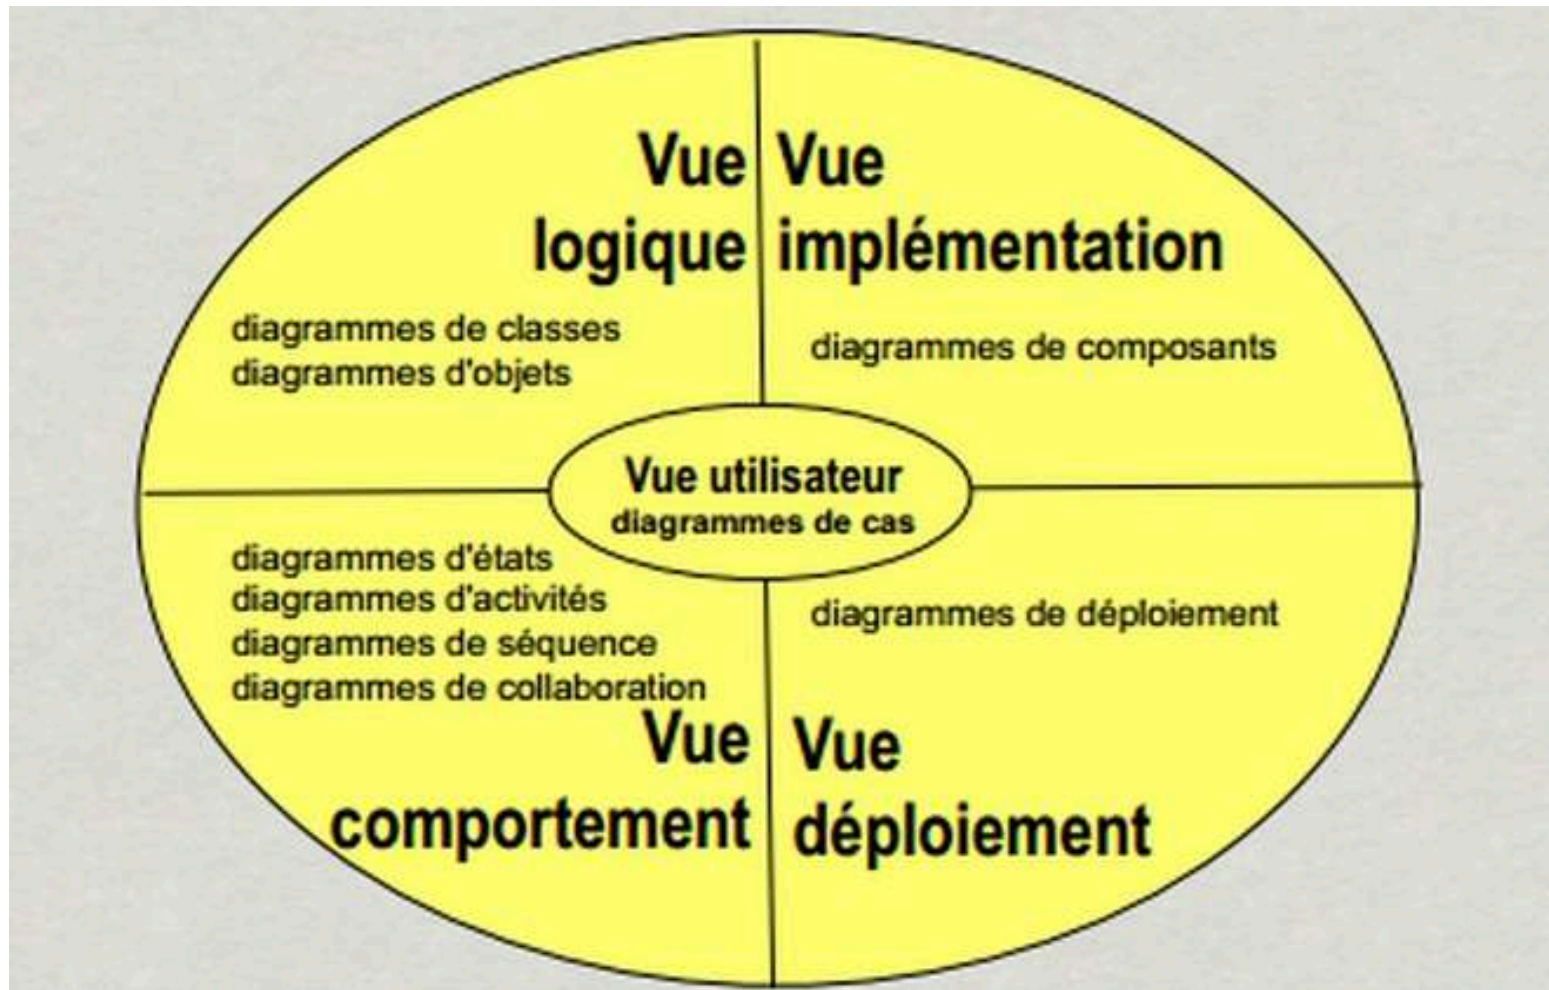 Vue
logique
diagrammes de classes
diagrammes d'objets
Vue
implémentation
diagrammes de composants
Vue utilisateur
diagrammes de cas
diagrammes d'états
diagrammes d'activités
diagrammes de séquence
diagrammes de collaboration
Vue
comportement
diagrammes de déploiement
Vue
déploiement